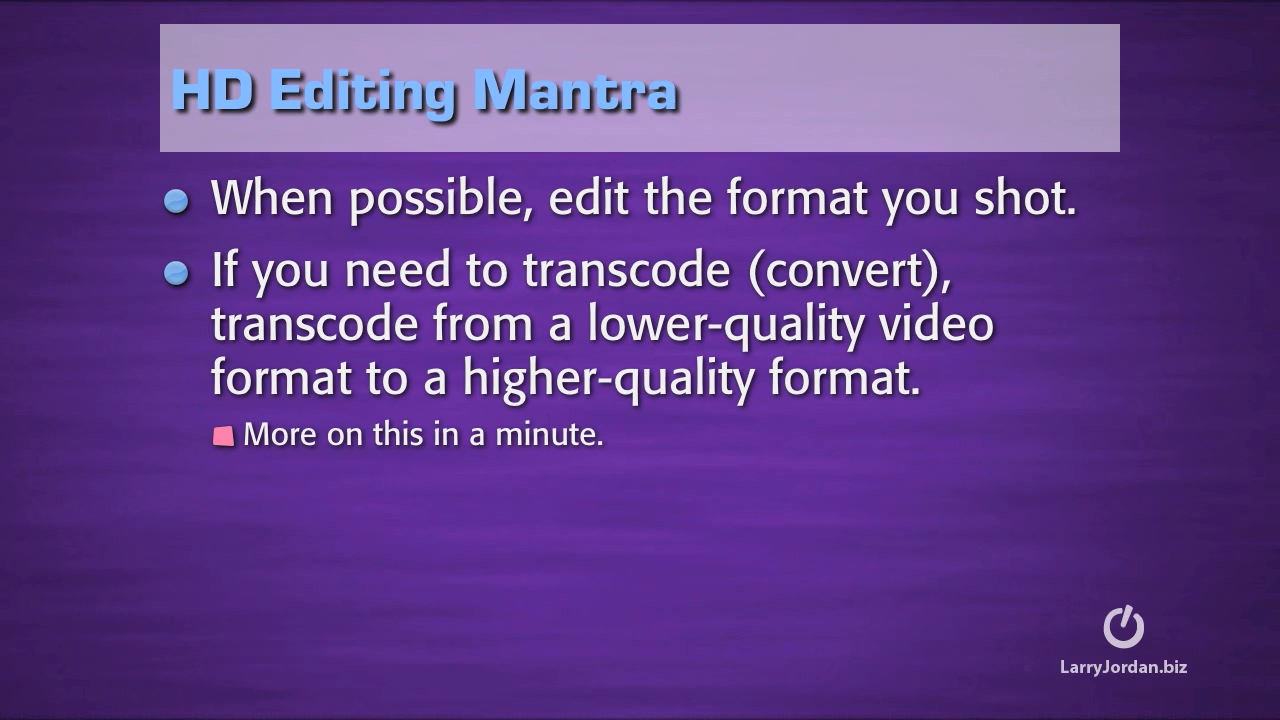 HD Editing Mantra
When possible, edit the format you shot.
If you need to transcode (convert),
transcode from a lower-quality video
format to a higher-quality format.
More on this in a minute.
LarryJordan.biz